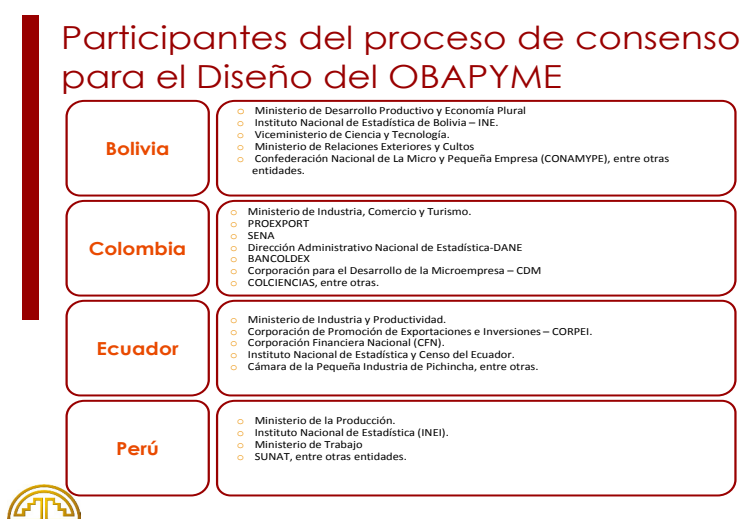 Participantes del proceso de consenso
para el Diseño del OBAPYME
Bolivia
o Ministerio de Desarrollo Productivo y Economía Plural
o Instituto Nacional de Estadística de Bolivia – INE.
o Viceministerio de Ciencia y Tecnología.
o Ministerio de Relaciones Exteriores y Cultos
o Confederación Nacional de La Micro y Pequeña Empresa (CONAMYPE), entre otras
entidades.
Colombia
o Ministerio de Industria, Comercio y Turismo.
o PROEXPORT
o SENA
o Dirección Administrativo Nacional de Estadística-DANE
o BANCOLDEX
o Corporación para el Desarrollo de la Microempresa – CDM
o COLCIENCIAS, entre otras.
Ecuador
o Ministerio de Industria y Productividad.
o Corporación de Promoción de Exportaciones e Inversiones – CORPEI.
o Corporación Financiera Nacional (CFN).
o Instituto Nacional de Estadística y Censo del Ecuador.
o Cámara de la Pequeña Industria de Pichincha, entre otras.
Perú
o Ministerio de la Producción.
o Instituto Nacional de Estadística (INEI).
o Ministerio de Trabajo
o SUNAT, entre otras entidades.